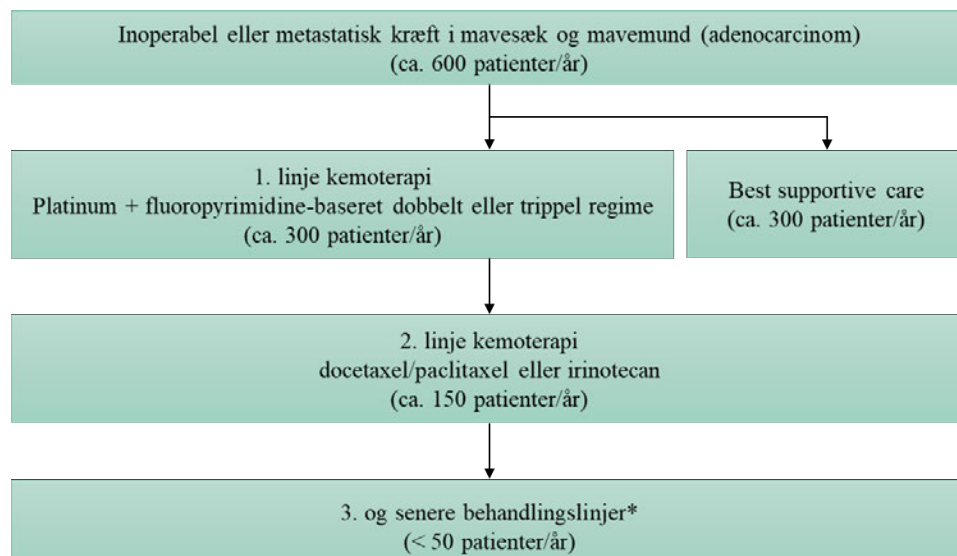 Inoperabel eller metastatisk kræft i mavesæk og mavemund (adenocarcinom)
(ca. 600 patienter/år)
1. linje kemoterapi
Platinum + fluoropyrimidine-baseret dobbelt eller trippel regime
(ca. 300 patienter/år)
Best supportive care
(ca. 300 patienter/år)
2. linje kemoterapi
docetaxel/paclitaxel eller irinotecan
(ca. 150 patienter/år)
3. og senere behandlingslinjer*
(< 50 patienter/år)